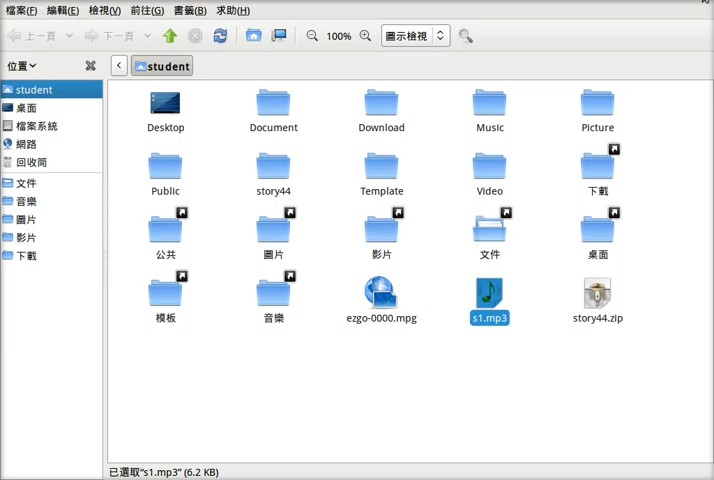 檔案(F) 編輯(E) 檢視(V) 前往(G) 書籤(B) 求助(H)
上一頁 下一頁 100% 圖示檢視
位置 student
student
桌面
檔案系統
網路
回收筒
文件
音樂
圖片
影片
下載
Desktop Document Download Music Picture
Public story44 Template Video 下載
公共 圖片 影片 文件 桌面
模板 音樂 ezgo-0000.mpg s1.mp3 story44.zip
已選取“s1.mp3” (6.2 KB)